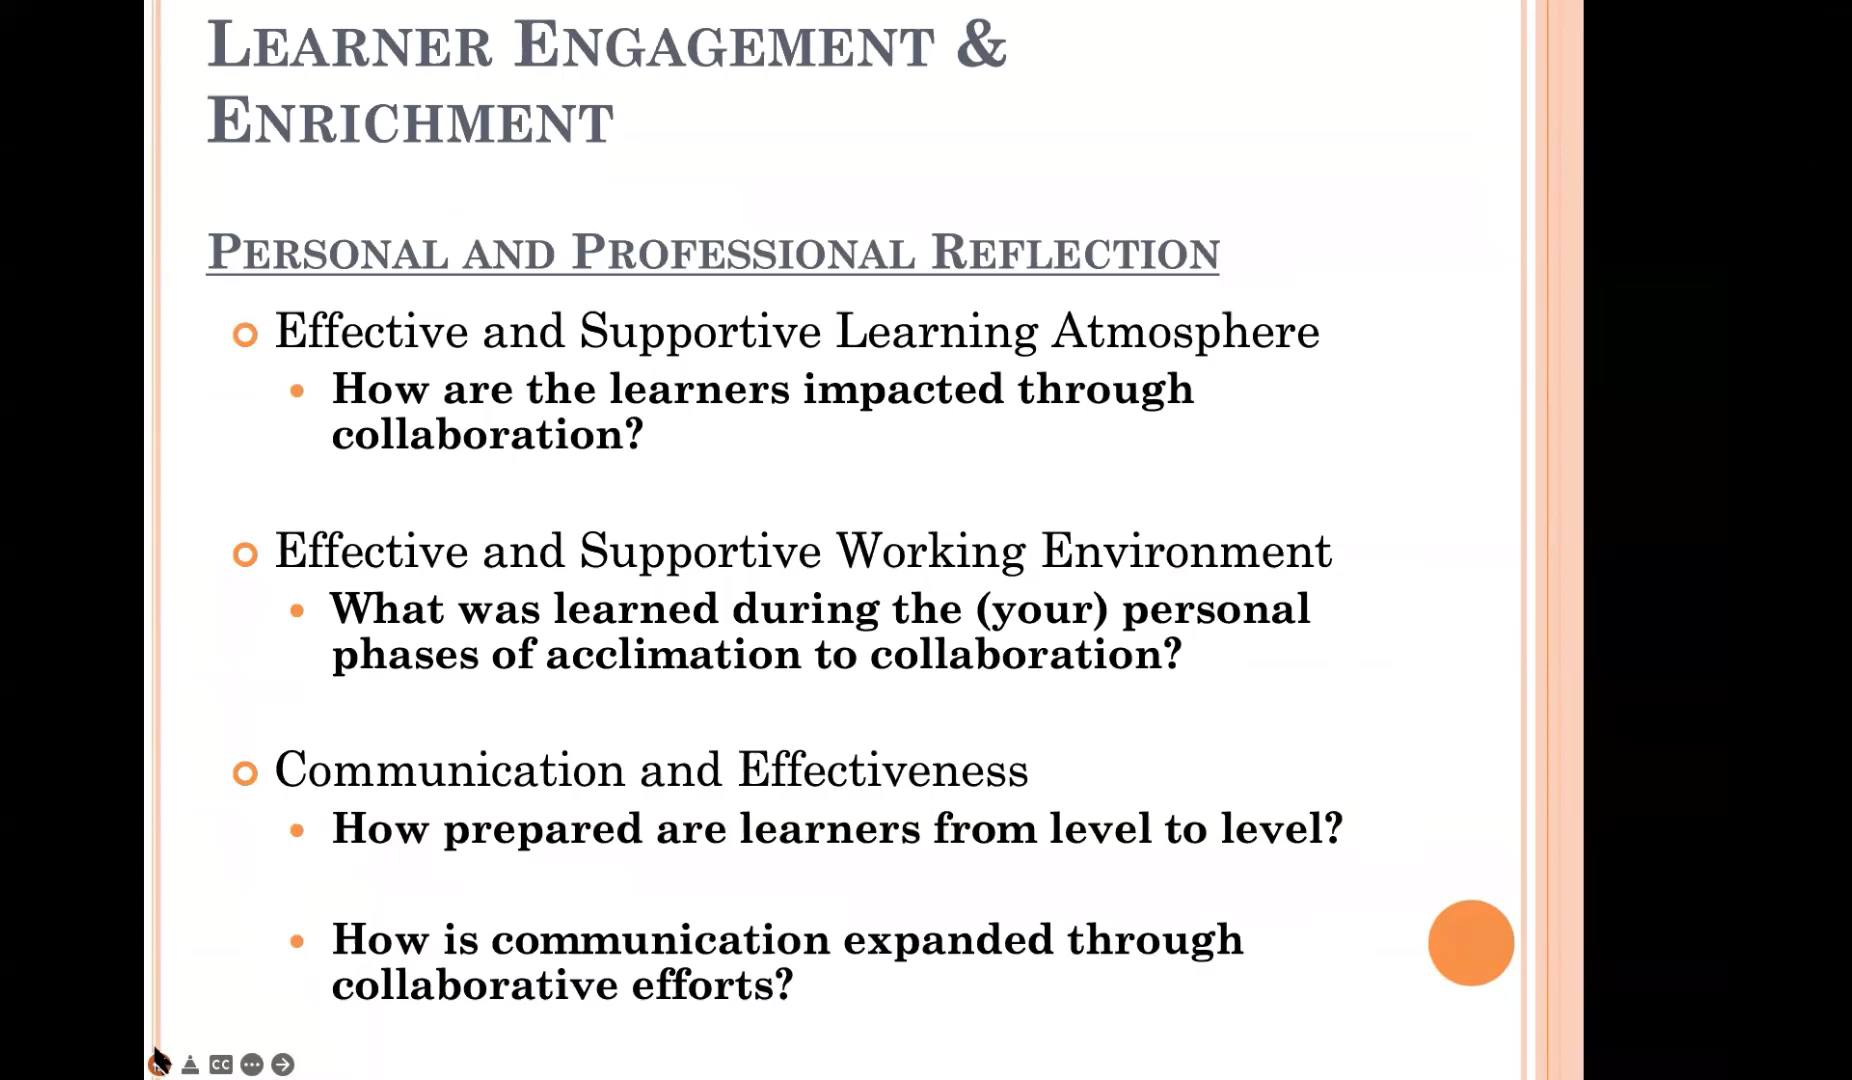 LEARNER ENGAGEMENT &
ENRICHMENT
PERSONAL AND PROFESSIONAL REFLECTION
Effective and Supportive Learning Atmosphere
How are the learners impacted through
collaboration?
Effective and Supportive Working Environment
What was learned during the (your) personal
phases of acclimation to collaboration?
Communication and Effectiveness
How prepared are learners from level to level?
How is communication expanded through
collaborative efforts?
CC